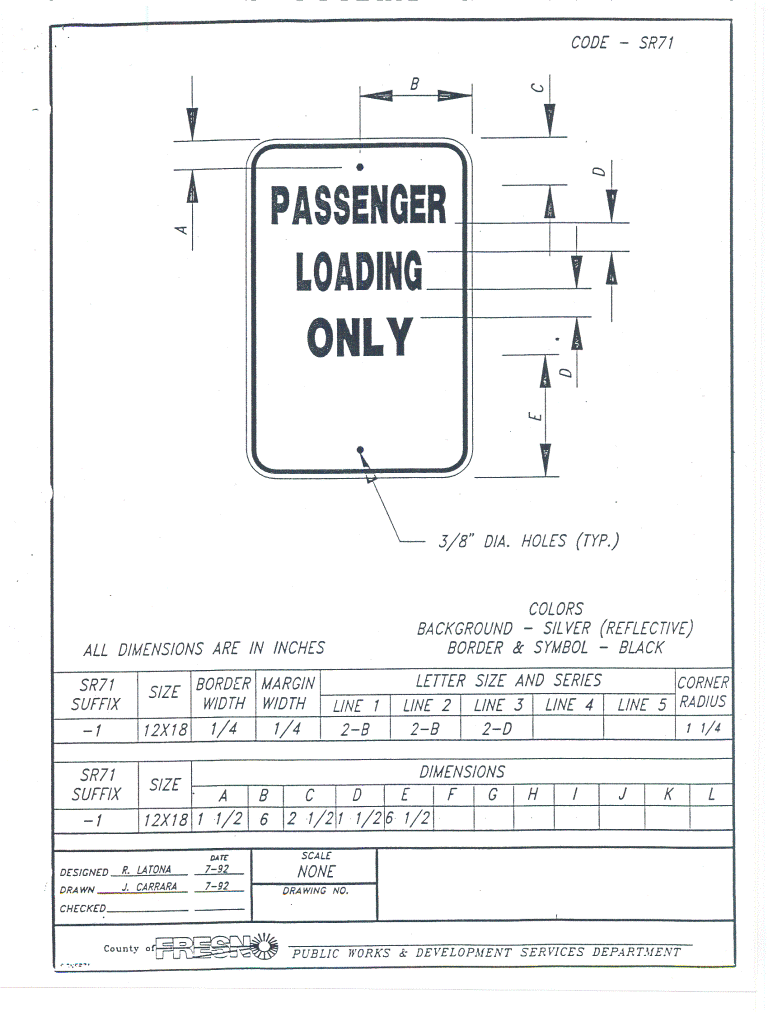 CODE - SR71
B
C
D
A
PASSENGER
LOADING
ONLY
D
E
3/8" DIA. HOLES (TYP.)
COLORS
BACKGROUND - SILVER (REFLECTIVE)
ALL DIMENSIONS ARE IN INCHES
BORDER & SYMBOL - BLACK
SR71 SUFFIX SIZE BORDER WIDTH MARGIN WIDTH LETTER SIZE AND SERIES CORNER RADIUS
LINE 1 LINE 2 LINE 3 LINE 4 LINE 5
-1 12X18 1/4 1/4 2-B 2-B 2-D 1 1/4
SR71 SUFFIX SIZE DIMENSIONS
A B C D E F G H I J K L
-1 12X18 1 1/2 6 2 1/2 1 1/2 6 1/2
DATE
DESIGNED R. LATONA 7-92
DRAWN J. CARRARA 7-92
CHECKED
SCALE
NONE
DRAWING NO.
County of FRESNO
PUBLIC WORKS & DEVELOPMENT SERVICES DEPARTMENT